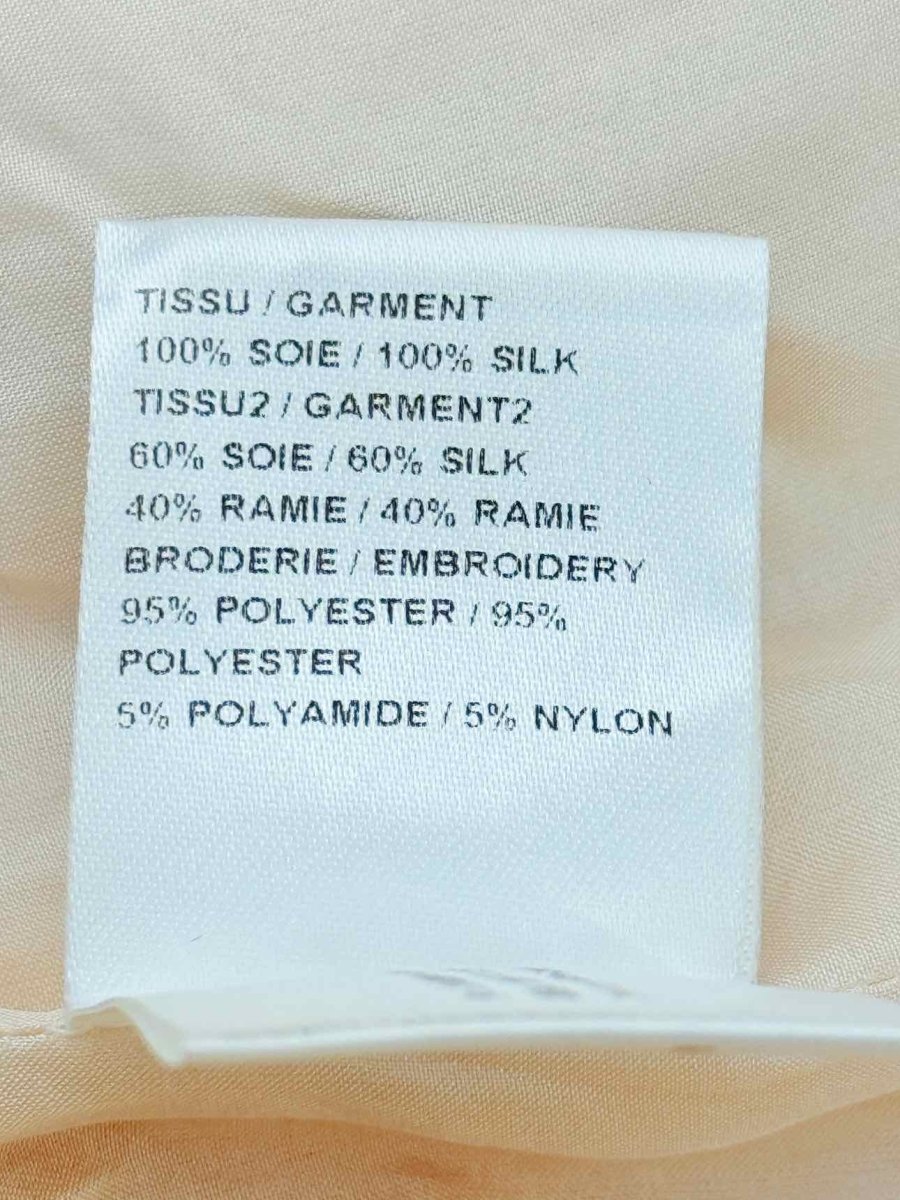 TISSU / GARMENT
100% SOIE / 100% SILK
TISSU2 / GARMENT2
60% SOIE / 60% SILK
40% RAMIE / 40% RAMIE
BRODERIE / EMBROIDERY
95% POLYESTER / 95%
POLYESTER
5% POLYAMIDE / 5% NYLON